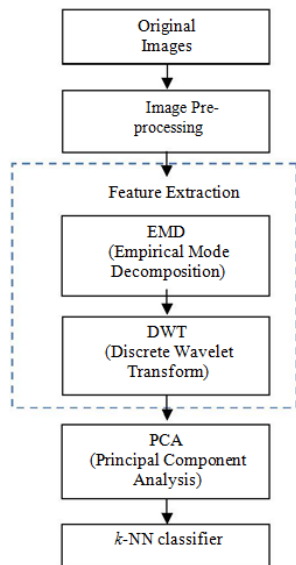 Original
Images
Image Pre-
processing
Feature Extraction
EMD
(Empirical Mode
Decomposition)
DWT
(Discrete Wavelet
Transform)
PCA
(Principal Component
Analysis)
k-NN classifier